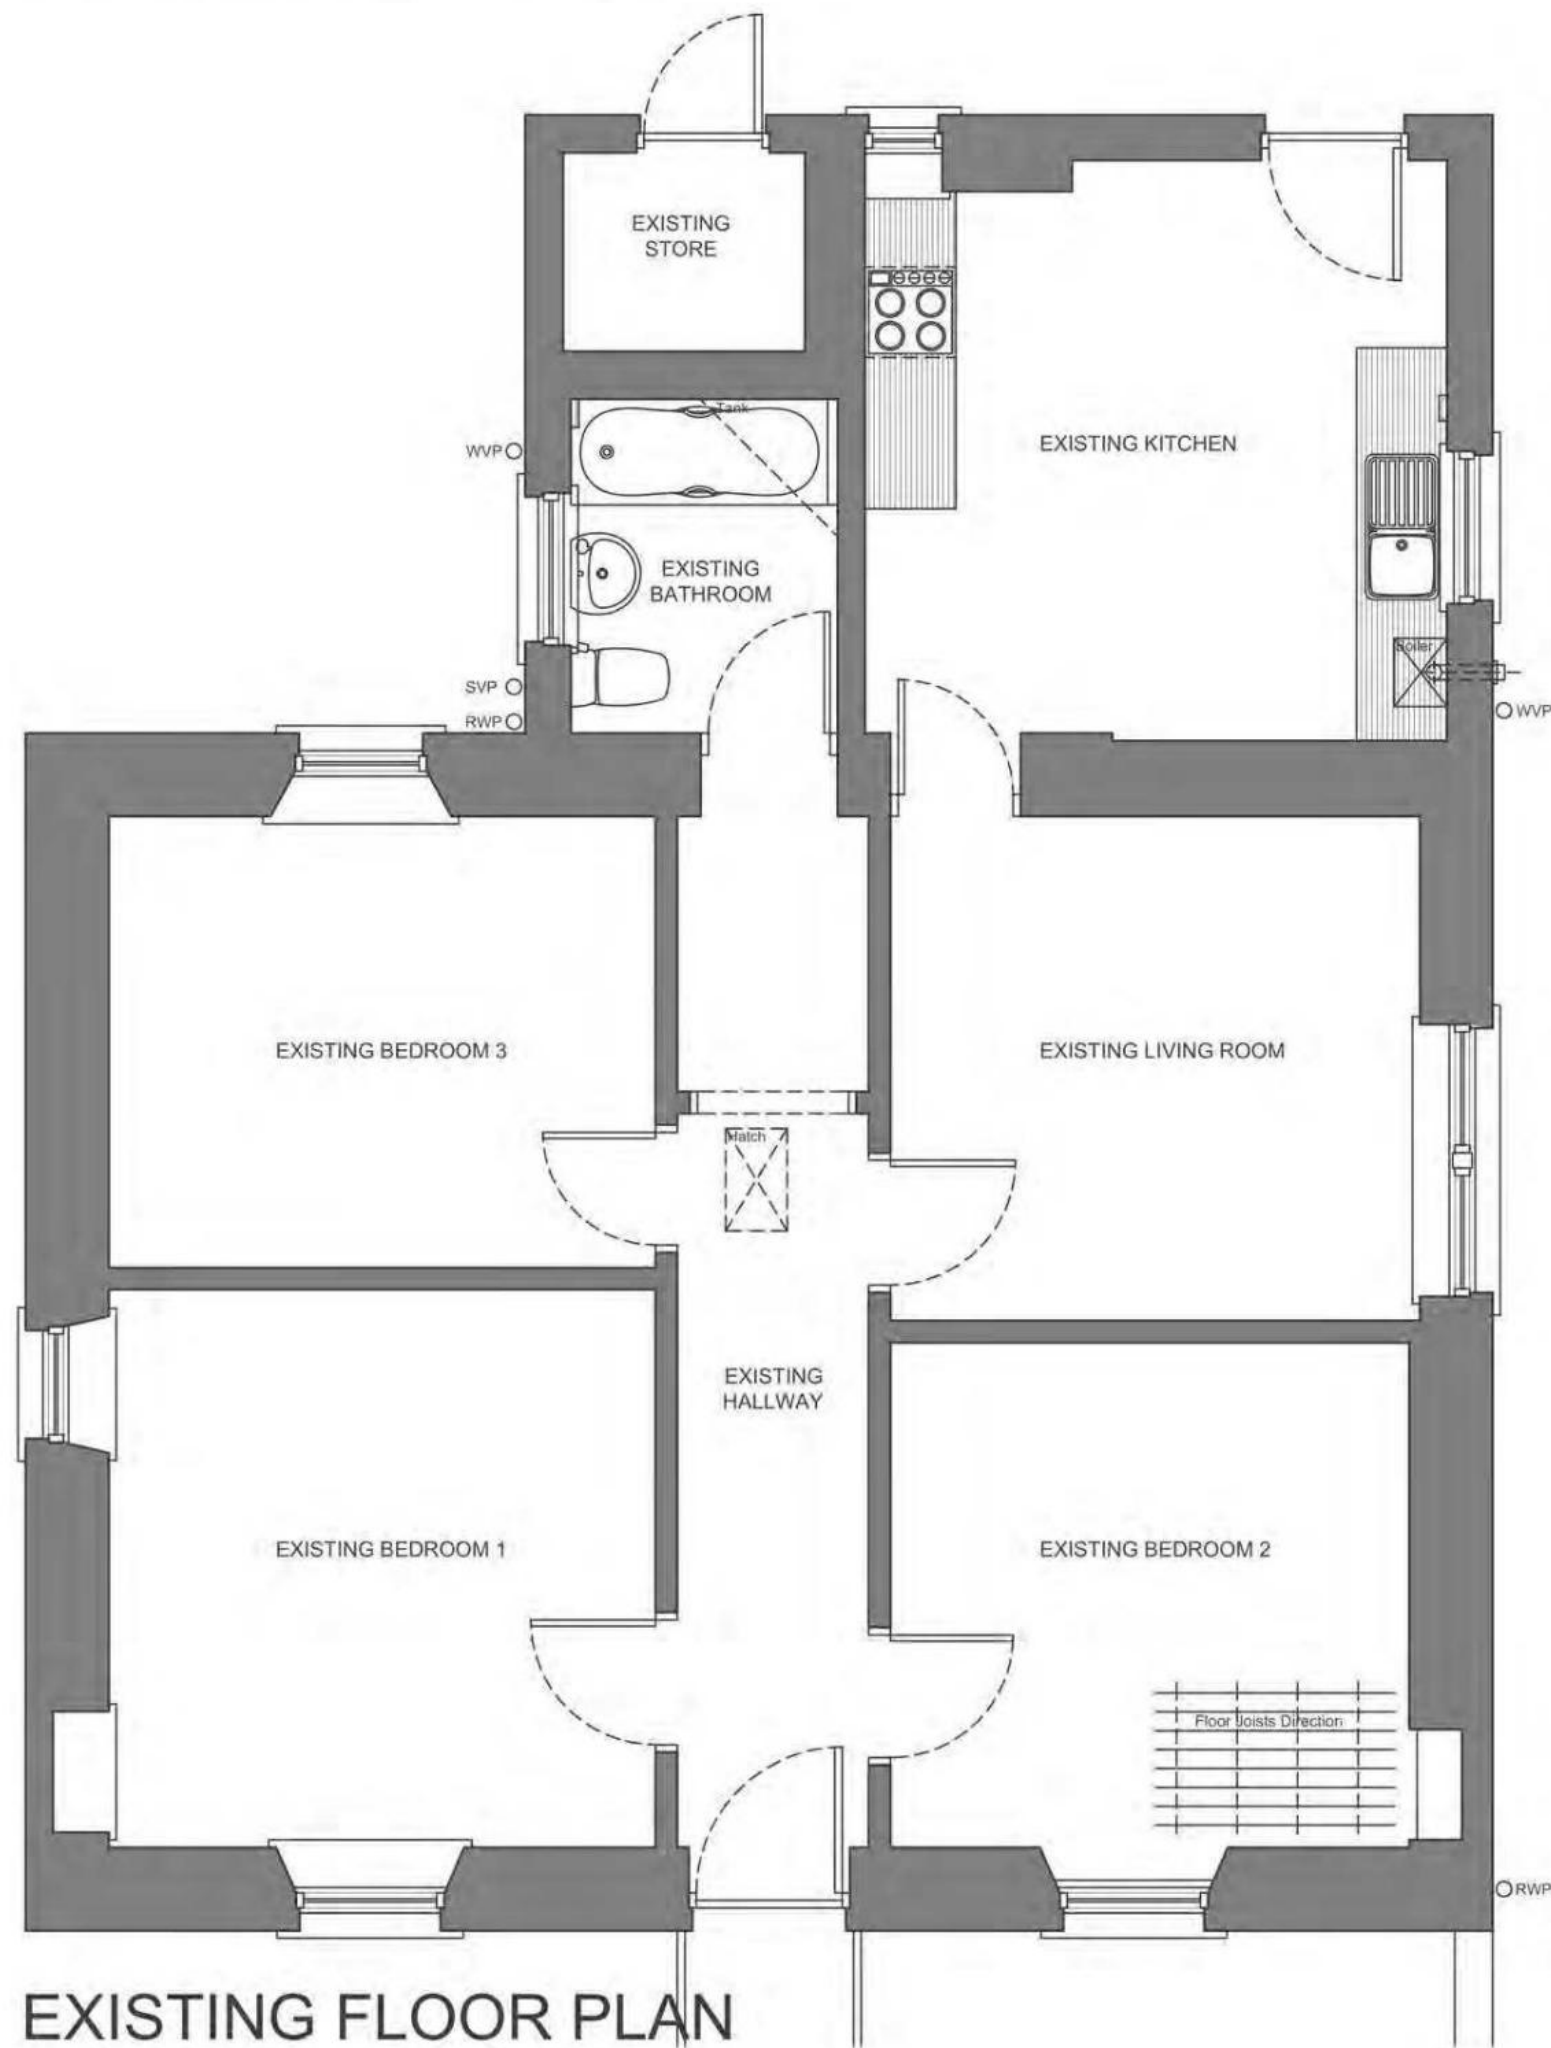 EXISTING
STORE
Tank
EXISTING KITCHEN
WVP
EXISTING
BATHROOM
Boiler
SVP
RWP
WVP
EXISTING BEDROOM 3
EXISTING LIVING ROOM
Hatch
EXISTING
HALLWAY
EXISTING BEDROOM 1
EXISTING BEDROOM 2
Floor Joists Direction
RWP
EXISTING FLOOR PLAN